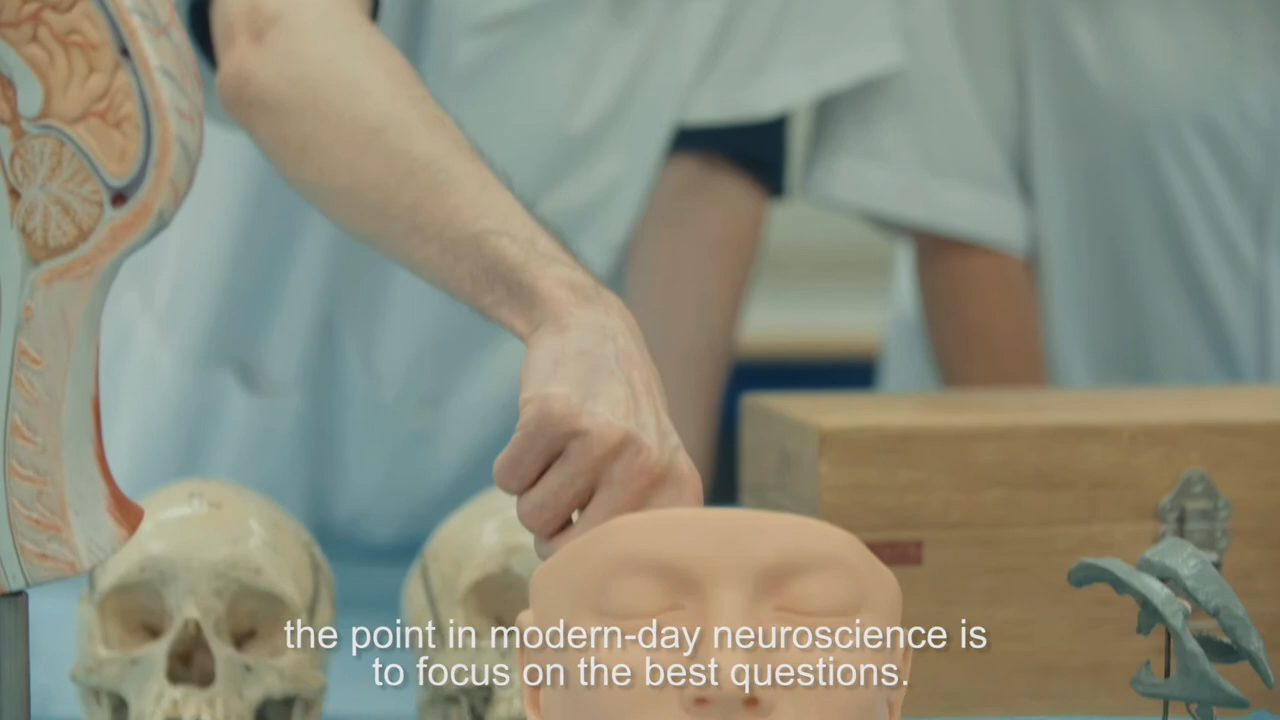 the point in modern-day neuroscience is
to focus on the best questions.